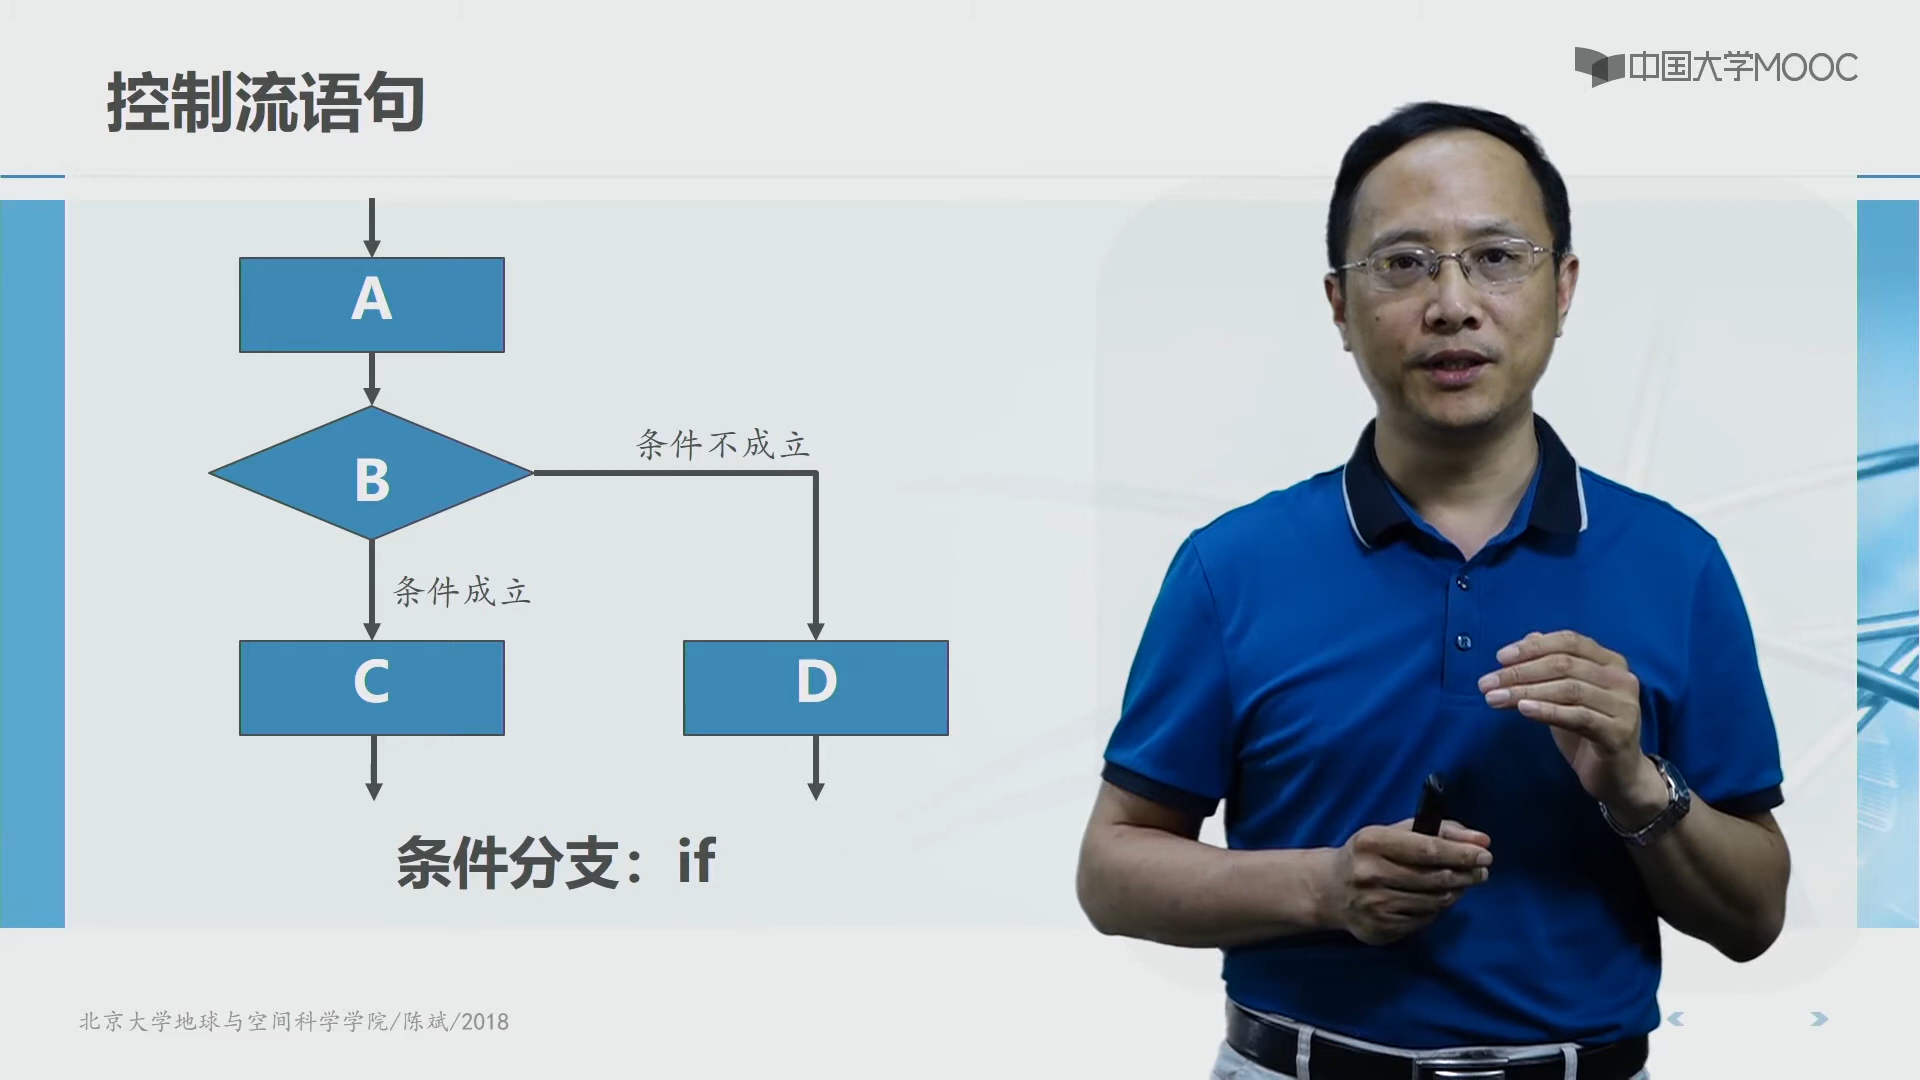 控制流语句
中国大学MOOC
A
条件不成立
B
条件成立
C
D
条件分支：if
北京大学地球与空间科学学院/陈斌/2018